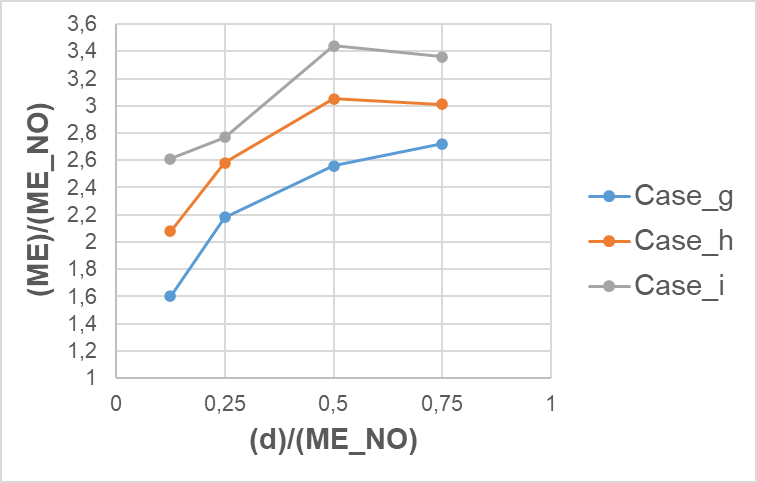 3,6
3,4
3,2
3
2,8
2,6
2,4
2,2
2
1,8
1,6
1,4
1,2
1
(ME)/(ME_NO)
0 0,25 0,5 0,75 1
(d)/(ME_NO)
Case_g
Case_h
Case_i